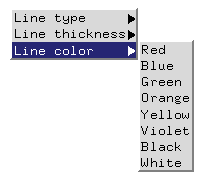 Line type
Line thickness
Line color
Red
Blue
Green
Orange
Yellow
Violet
Black
White